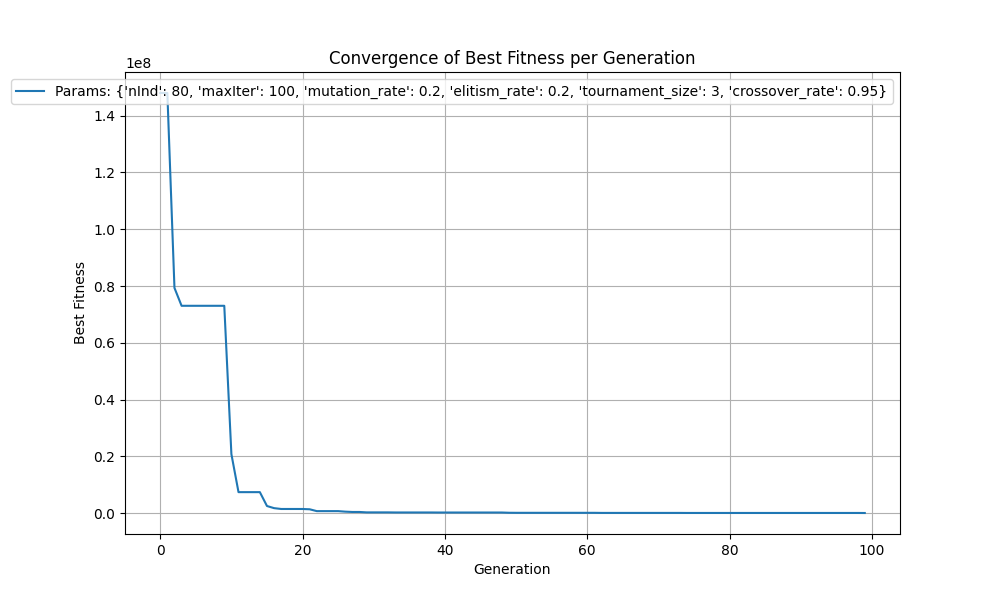 Convergence of Best Fitness per Generation
1e8
Params: {'nInd': 80, 'maxIter': 100, 'mutation_rate': 0.2, 'elitism_rate': 0.2, 'tournament_size': 3, 'crossover_rate': 0.95}
1.4
1.2
1.0
0.8
0.6
0.4
0.2
0.0
Best Fitness
0 20 40 60 80 100
Generation